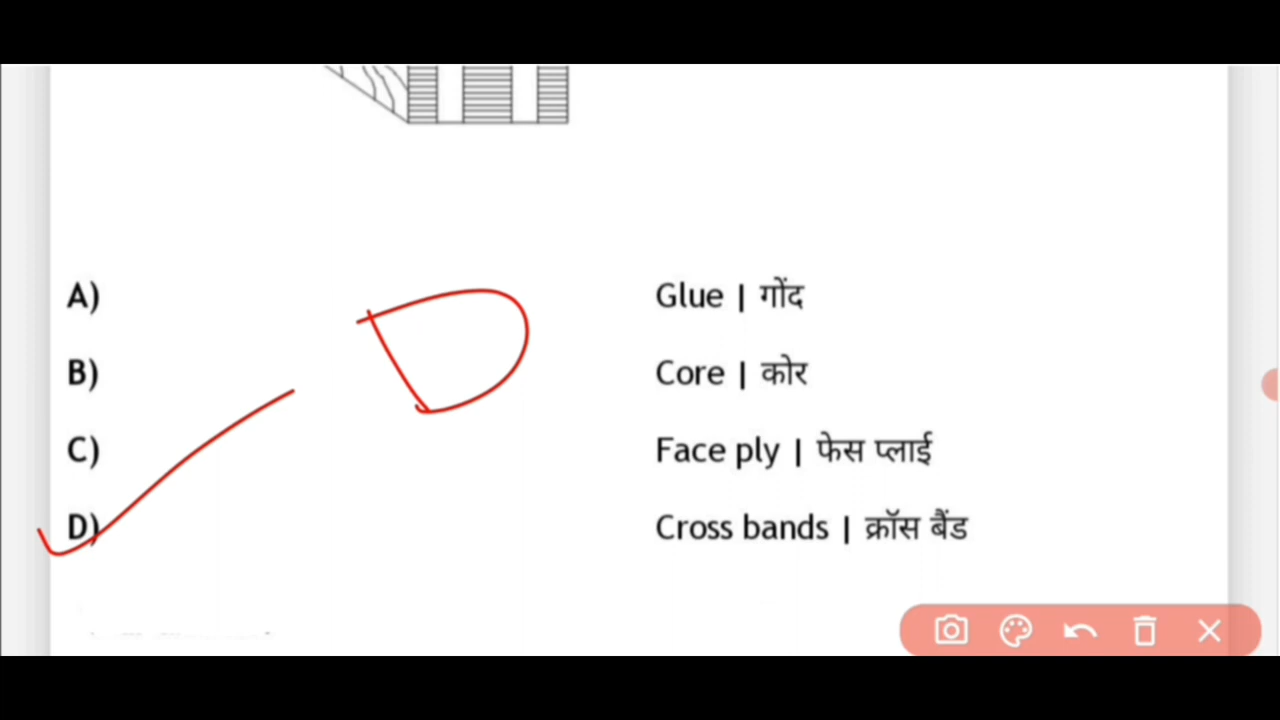 A) Glue | गोंद
D
B) Core | कोर
C) Face ply | फेस प्लाई
D) Cross bands | क्रॉस बैंड